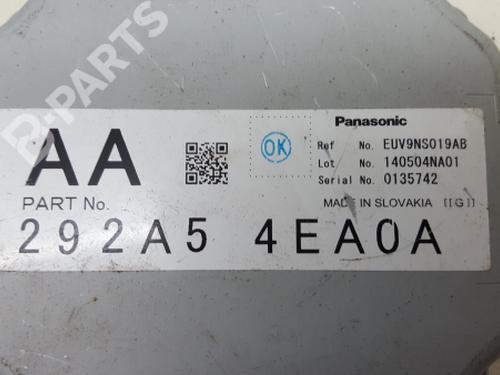 B-PARTS
AA
OK
Panasonic
Ref No. EUV9NS019AB
Lot No. 140504NA01
Serial No. 0135742
PART No.
MADE IN SLOVAKIA [[G]]
292A5 4EA0A